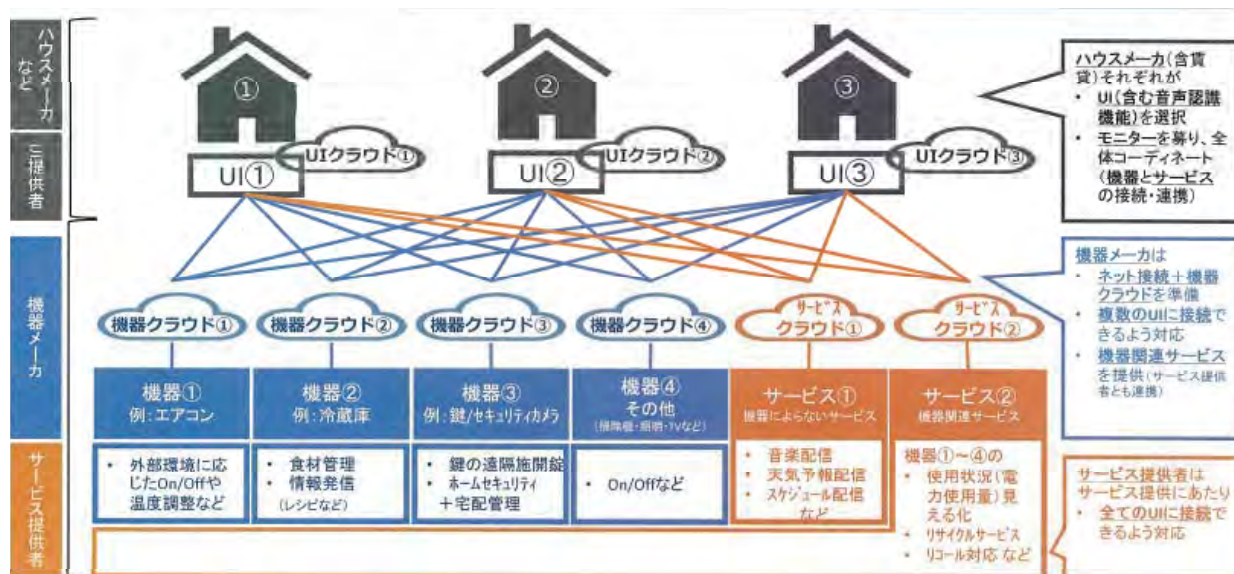 ハウスメーカ
など
UI提供者
機器メーカ
サービス提供者
①
②
③
UIクラウド①
UIクラウド②
UIクラウド③
UI①
UI②
UI③
ハウスメーカ(含賃
貸)それぞれが
• UI(含む音声認識
機能)を選択
• モニターを募り、全
体コーディネート
(機器とサービス
の接続・連携)
機器クラウド①
機器クラウド②
機器クラウド③
機器クラウド④
サービス
クラウド①
サービス
クラウド②
機器メーカは
• ネット接続+機器
クラウドを準備
• 複数のUIに接続で
きるよう対応
• 機器関連サービス
を提供(サービス提供
者とも連携)
機器①
例:エアコン
機器②
例:冷蔵庫
機器③
例:鍵/セキュリティカメラ
機器④
その他
(掃除機・照明・TVなど)
サービス①
機器によらないサービス
サービス②
機器関連サービス
• 外部環境に応
じたOn/Offや
温度調整など
• 食材管理
• 情報発信
(レシピなど)
• 鍵の遠隔施開錠
• ホームセキュリティ
+宅配管理
• On/Offなど
• 音楽配信
• 天気予報配信
• スケジュール配信
など
機器①~④の
• 使用状況(電
力使用量)見
える化
• リサイクルサービス
• リコール対応 など
サービス提供者は
サービス提供にあたり
• 全てのUIに接続で
きるよう対応